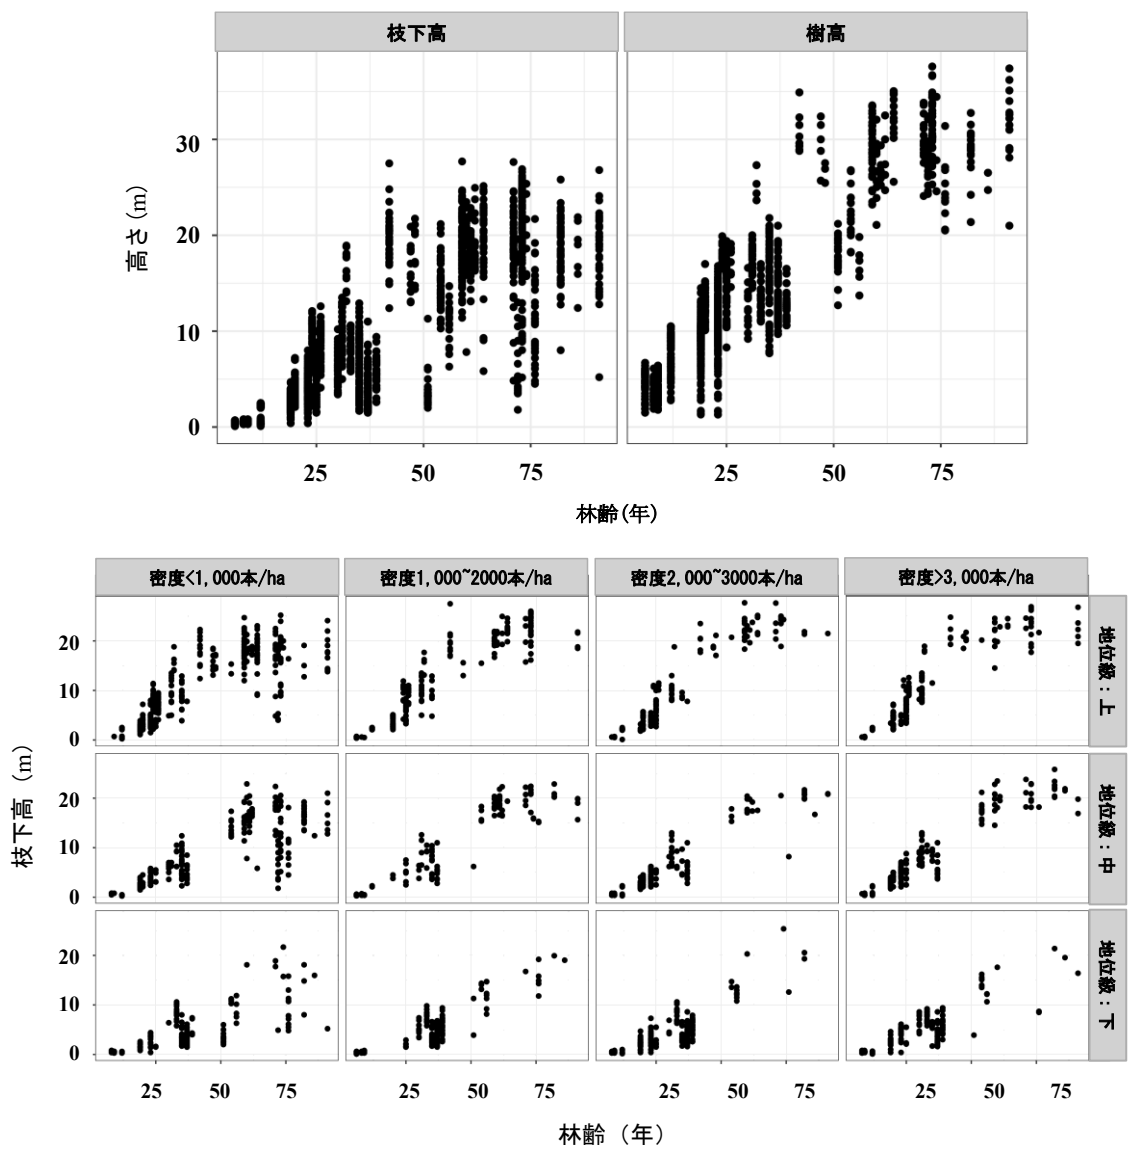 枝下高 樹高
30
20
10
0
高さ(m)
25 50 75 25 50 75
林齢(年)
密度<1,000本/ha 密度1,000~2000本/ha 密度2,000~3000本/ha 密度>3,000本/ha
20
10
0
地位級：上
20
10
0
地位級：中
20
10
0
地位級：下
枝下高 (m)
25 50 75 25 50 75 25 50 75 25 50 75
林齢 (年)